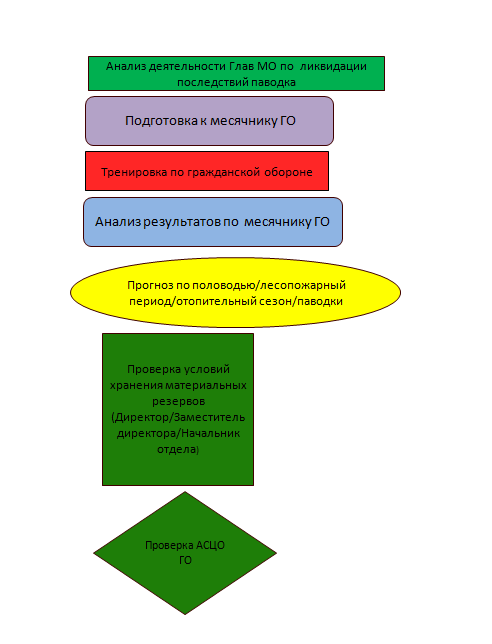 Анализ деятельности Глав МО по ликвидации
последствий паводка
Подготовка к месячнику ГО
Тренировка по гражданской обороне
Анализ результатов по месячнику ГО
Прогноз по половодью/лесопожарный
период/отопительный сезон/паводки
Проверка условий
хранения материальных
резервов
(Директор/Заместитель
директора/Начальник
отдела)
Проверка АСЦО
ГО